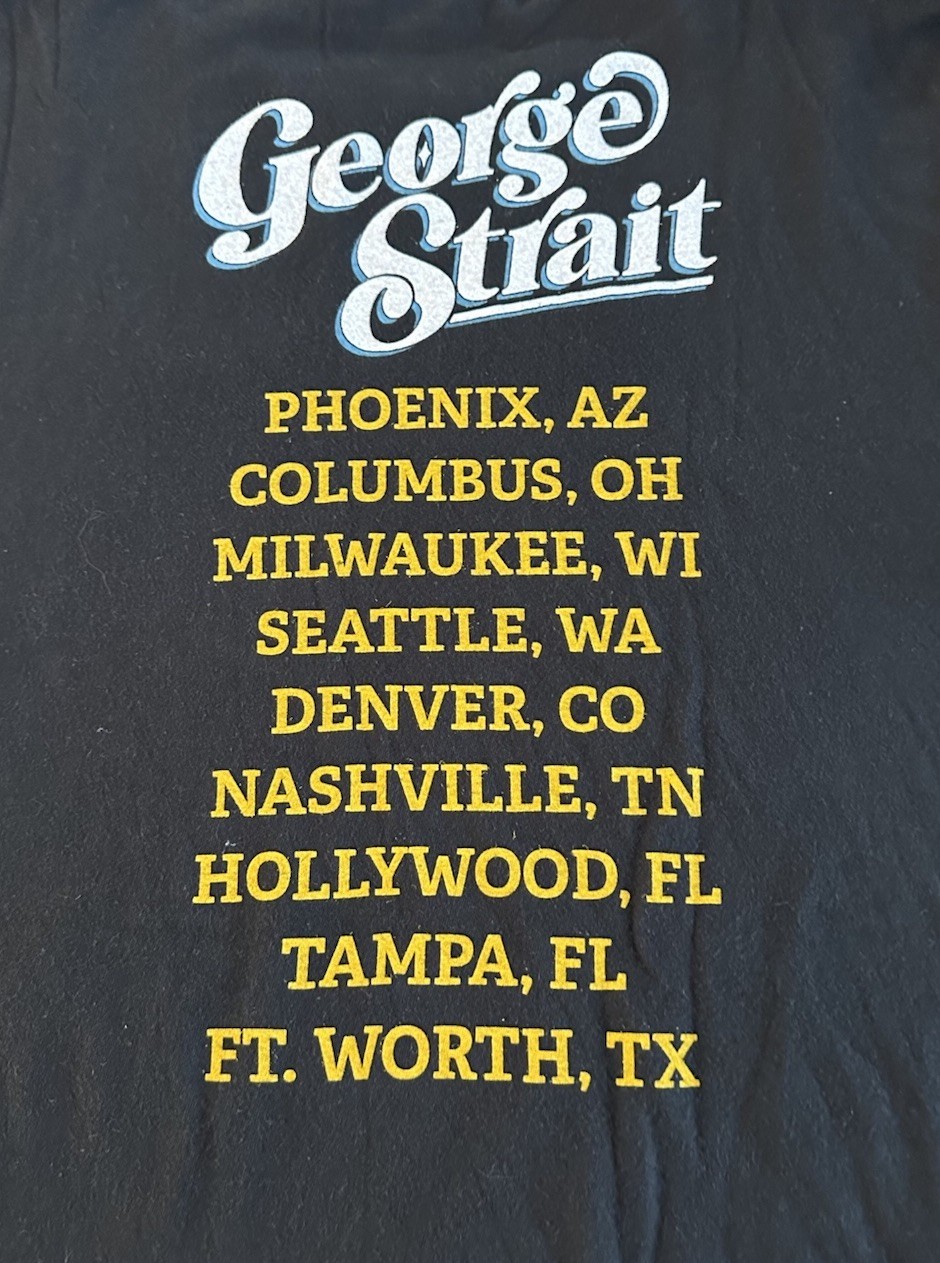 George
Strait
PHOENIX, AZ
COLUMBUS, OH
MILWAUKEE, WI
SEATTLE, WA
DENVER, CO
NASHVILLE, TN
HOLLYWOOD, FL
TAMPA, FL
FT. WORTH, TX